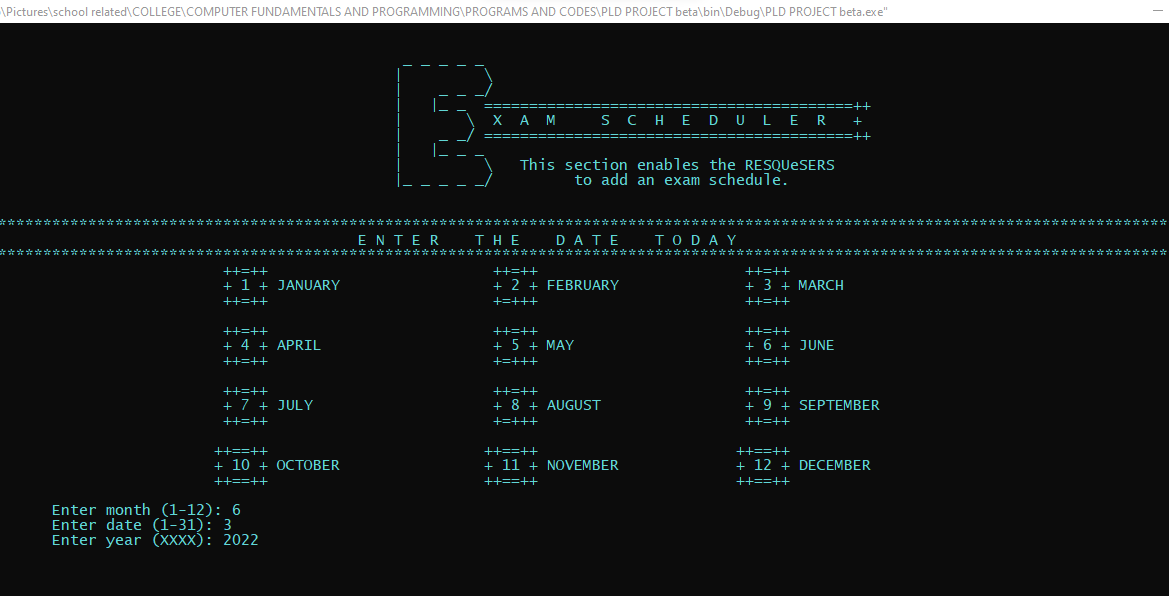 \Pictures\school related\COLLEGE\COMPUTER FUNDAMENTALS AND PROGRAMMING\PROGRAMS AND CODES\PLD PROJECT beta\bin\Debug\PLD PROJECT beta.exe"
X A M   S C H E D U L E R
This section enables the RESQUeSERS
to add an exam schedule.
E N T E R   T H E   D A T E   T O D A Y
1 JANUARY 2 FEBRUARY 3 MARCH
4 APRIL 5 MAY 6 JUNE
7 JULY 8 AUGUST 9 SEPTEMBER
10 OCTOBER 11 NOVEMBER 12 DECEMBER
Enter month (1-12): 6
Enter date (1-31): 3
Enter year (XXXX): 2022